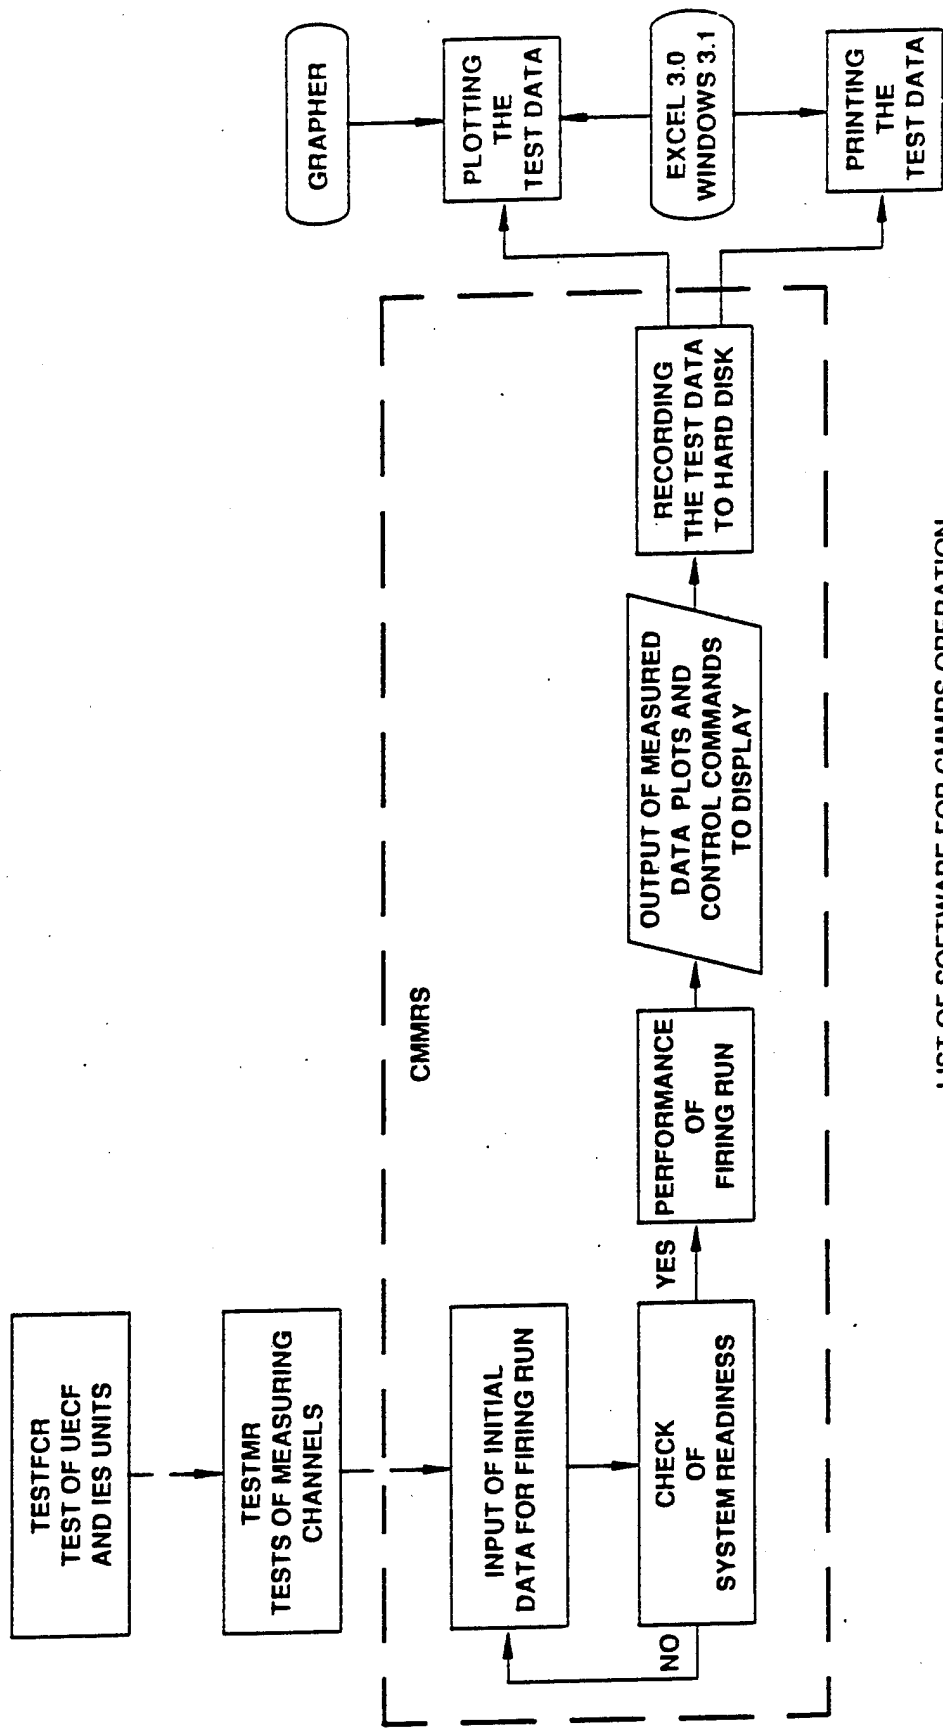 TESTFCR
TEST OF UECF
AND IES UNITS
TESTMR
TESTS OF MEASURING
CHANNELS
CMMRS
INPUT OF INITIAL
DATA FOR FIRING RUN
CHECK
OF
SYSTEM READINESS
NO
YES
PERFORMANCE
OF
FIRING RUN
OUTPUT OF MEASURED
DATA PLOTS AND
CONTROL COMMANDS
TO DISPLAY
RECORDING
THE TEST DATA
TO HARD DISK
GRAPHER
PLOTTING
THE
TEST DATA
EXCEL 3.0
WINDOWS 3.1
PRINTING
THE
TEST DATA
LIST OF SOFTWARE FOR CMMRS OPERATION